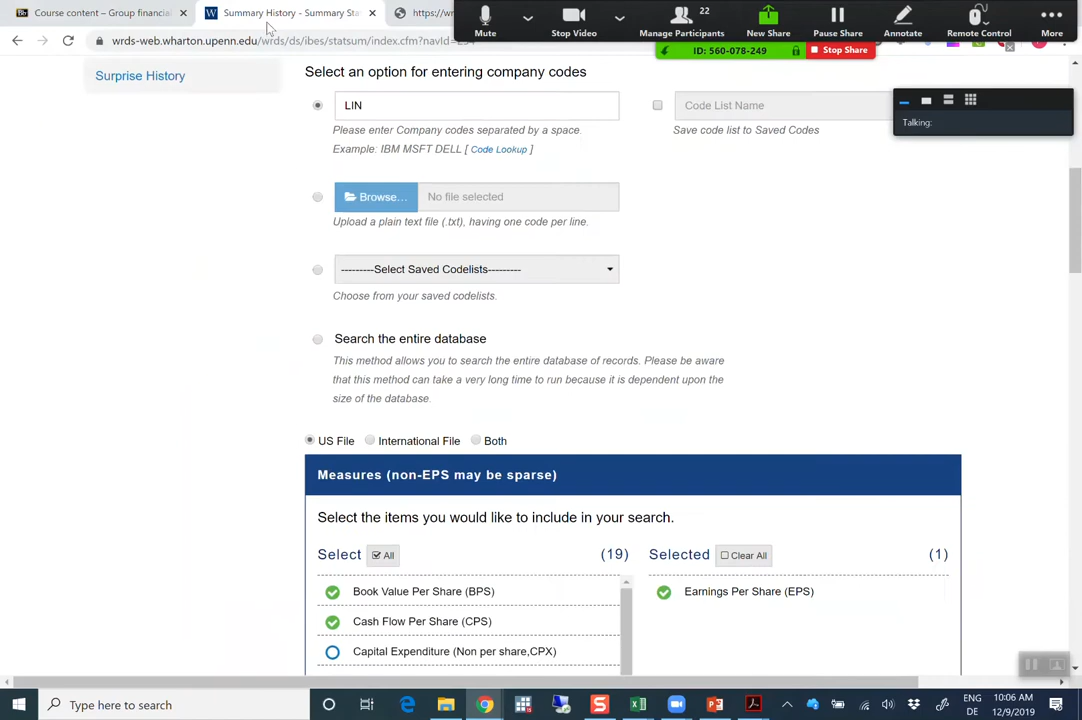 Course content – Group financial
Summary History - Summary Sta
https://w
wrds-web.wharton.upenn.edu/wrds/ds/ibes/statsum/index.cfm?navId=
Mute
Stop Video
22
Manage Participants
New Share
Pause Share
Annotate
Remote Control
More
ID: 560-078-249
Stop Share
Talking:
Surprise History
Select an option for entering company codes
LIN
Code List Name
Please enter Company codes separated by a space.
Save code list to Saved Codes
Example: IBM MSFT DELL [ Code Lookup ]
Browse...
No file selected
Upload a plain text file (.txt), having one code per line.
---------Select Saved Codelists---------
Choose from your saved codelists.
Search the entire database
This method allows you to search the entire database of records. Please be aware
that this method can take a very long time to run because it is dependent upon the
size of the database.
US File
International File
Both
Measures (non-EPS may be sparse)
Select the items you would like to include in your search.
Select
All
(19)
Selected
Clear All
(1)
Book Value Per Share (BPS)
Earnings Per Share (EPS)
Cash Flow Per Share (CPS)
Capital Expenditure (Non per share,CPX)
Type here to search
ENG
DE
10:06 AM
12/9/2019